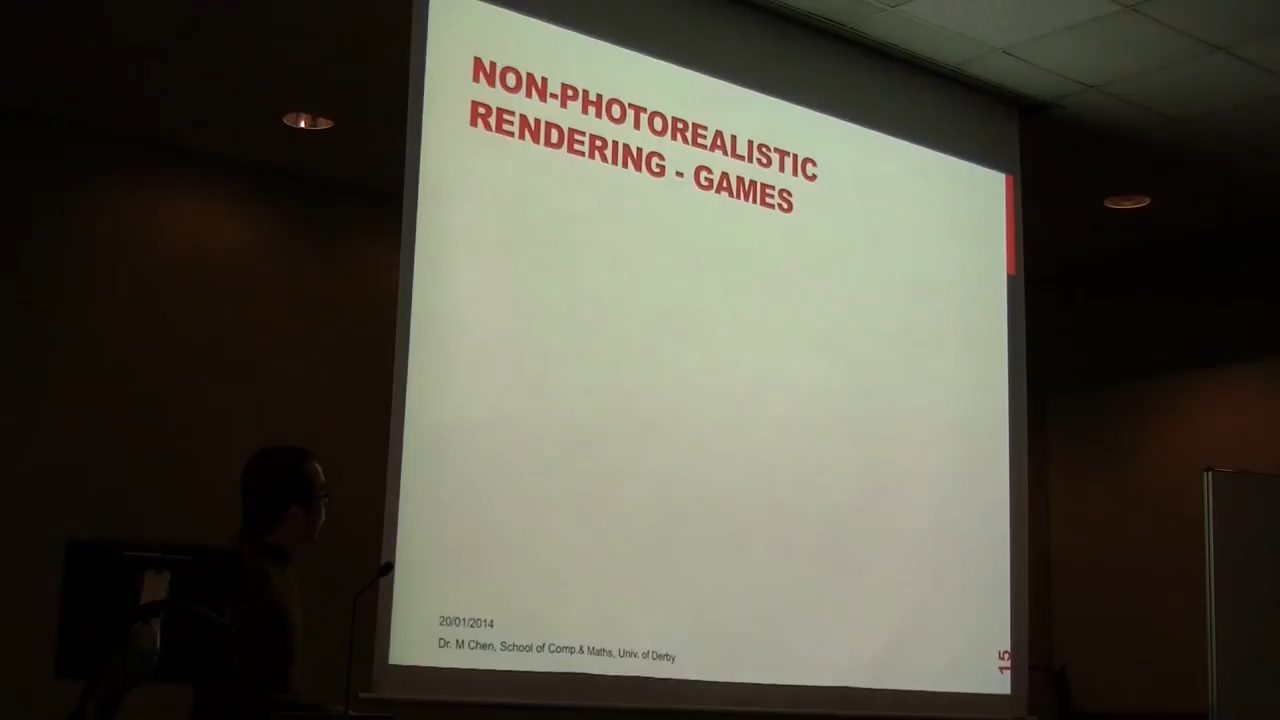 NON-PHOTOREALISTIC
RENDERING - GAMES
20/01/2014
Dr. M Chen, School of Comp.& Maths, Univ. of Derby
15